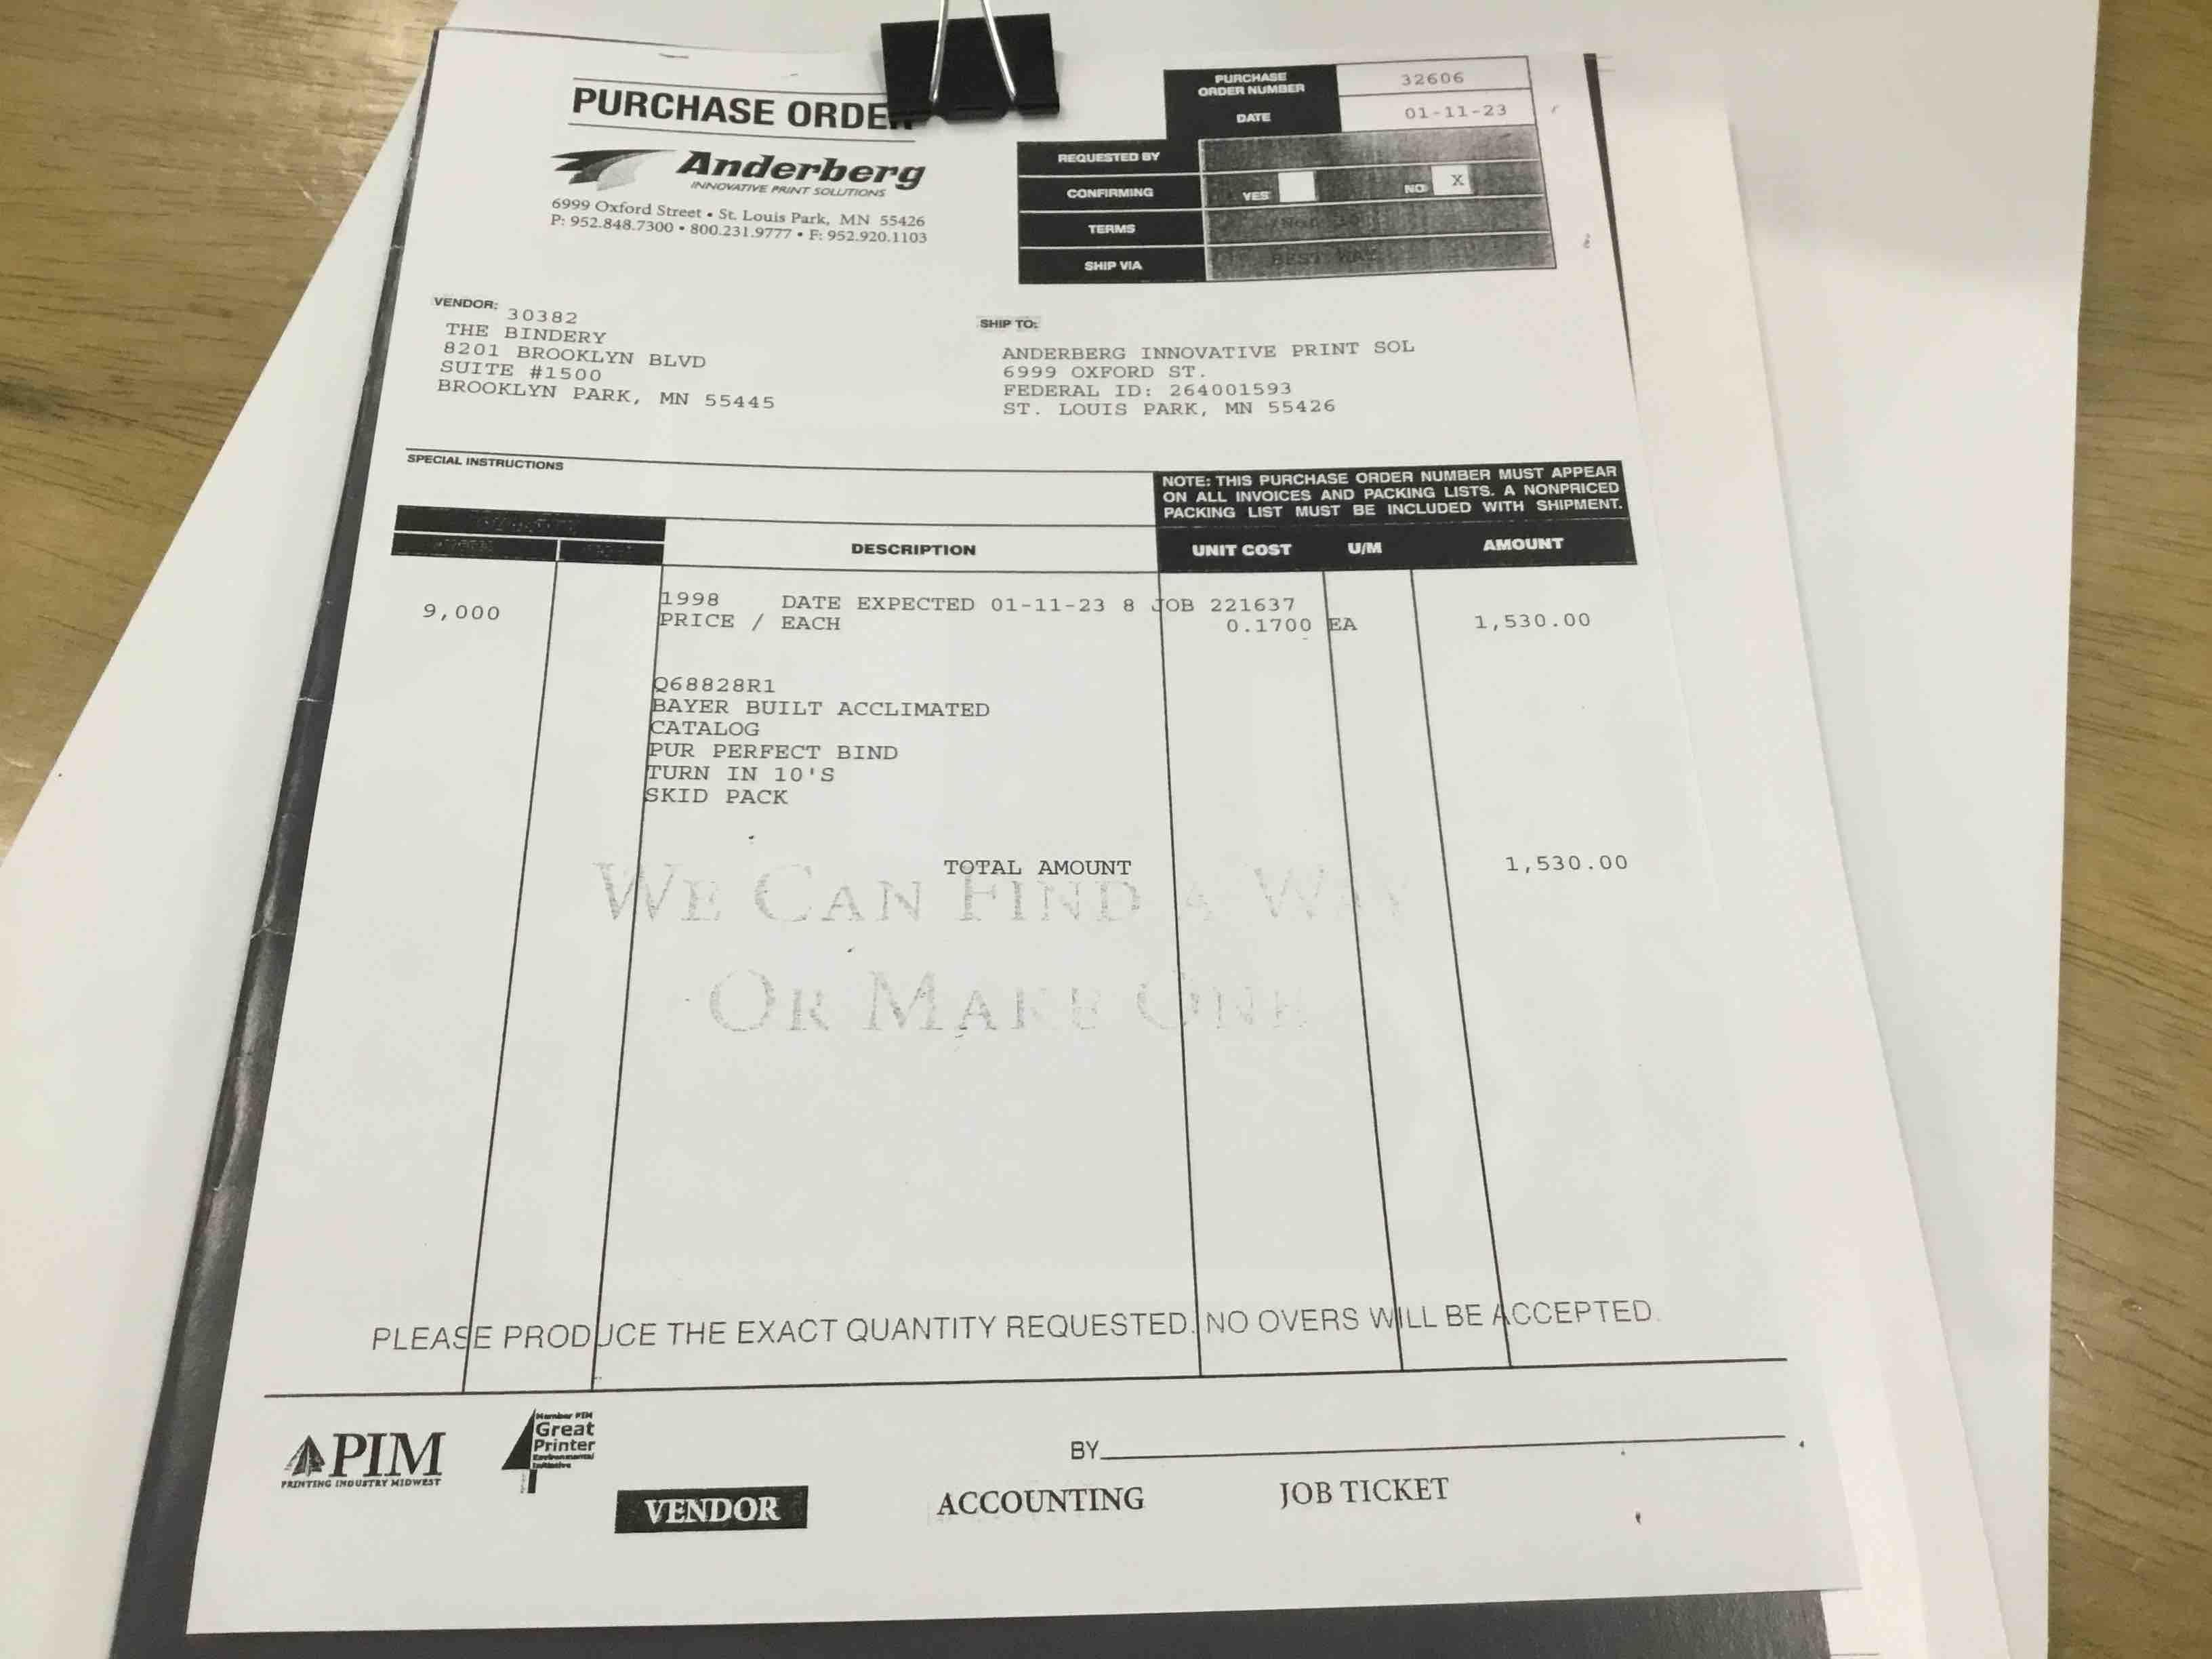 PURCHASE ORDER
Anderberg
INNOVATIVE PRINT SOLUTIONS
6999 Oxford Street • St. Louis Park, MN 55426
P: 952.848.7300 • 800.231.9777 • F: 952.920.1103
PURCHASE ORDER NUMBER 32606
DATE 01-11-23
REQUESTED BY
CONFIRMING YES NO X
TERMS
SHIP VIA BEST WAY
VENDOR: 30382
THE BINDERY
8201 BROOKLYN BLVD
SUITE #1500
BROOKLYN PARK, MN 55445
SHIP TO:
ANDERBERG INNOVATIVE PRINT SOL
6999 OXFORD ST.
FEDERAL ID: 264001593
ST. LOUIS PARK, MN 55426
SPECIAL INSTRUCTIONS
NOTE: THIS PURCHASE ORDER NUMBER MUST APPEAR
ON ALL INVOICES AND PACKING LISTS. A NONPRICED
PACKING LIST MUST BE INCLUDED WITH SHIPMENT.
DESCRIPTION UNIT COST U/M AMOUNT
1998 DATE EXPECTED 01-11-23 8 JOB 221637
9,000 PRICE / EACH 0.1700 EA 1,530.00
Q68828R1
BAYER BUILT ACCLIMATED
CATALOG
PUR PERFECT BIND
TURN IN 10'S
SKID PACK
TOTAL AMOUNT 1,530.00
WE CAN FIND A WAY
OR MAKE ONE
PLEASE PRODUCE THE EXACT QUANTITY REQUESTED. NO OVERS WILL BE ACCEPTED.
PIM
PRINTING INDUSTRY MIDWEST
Member PIM
Great
Printer
Environmental
Initiative
BY
VENDOR ACCOUNTING JOB TICKET